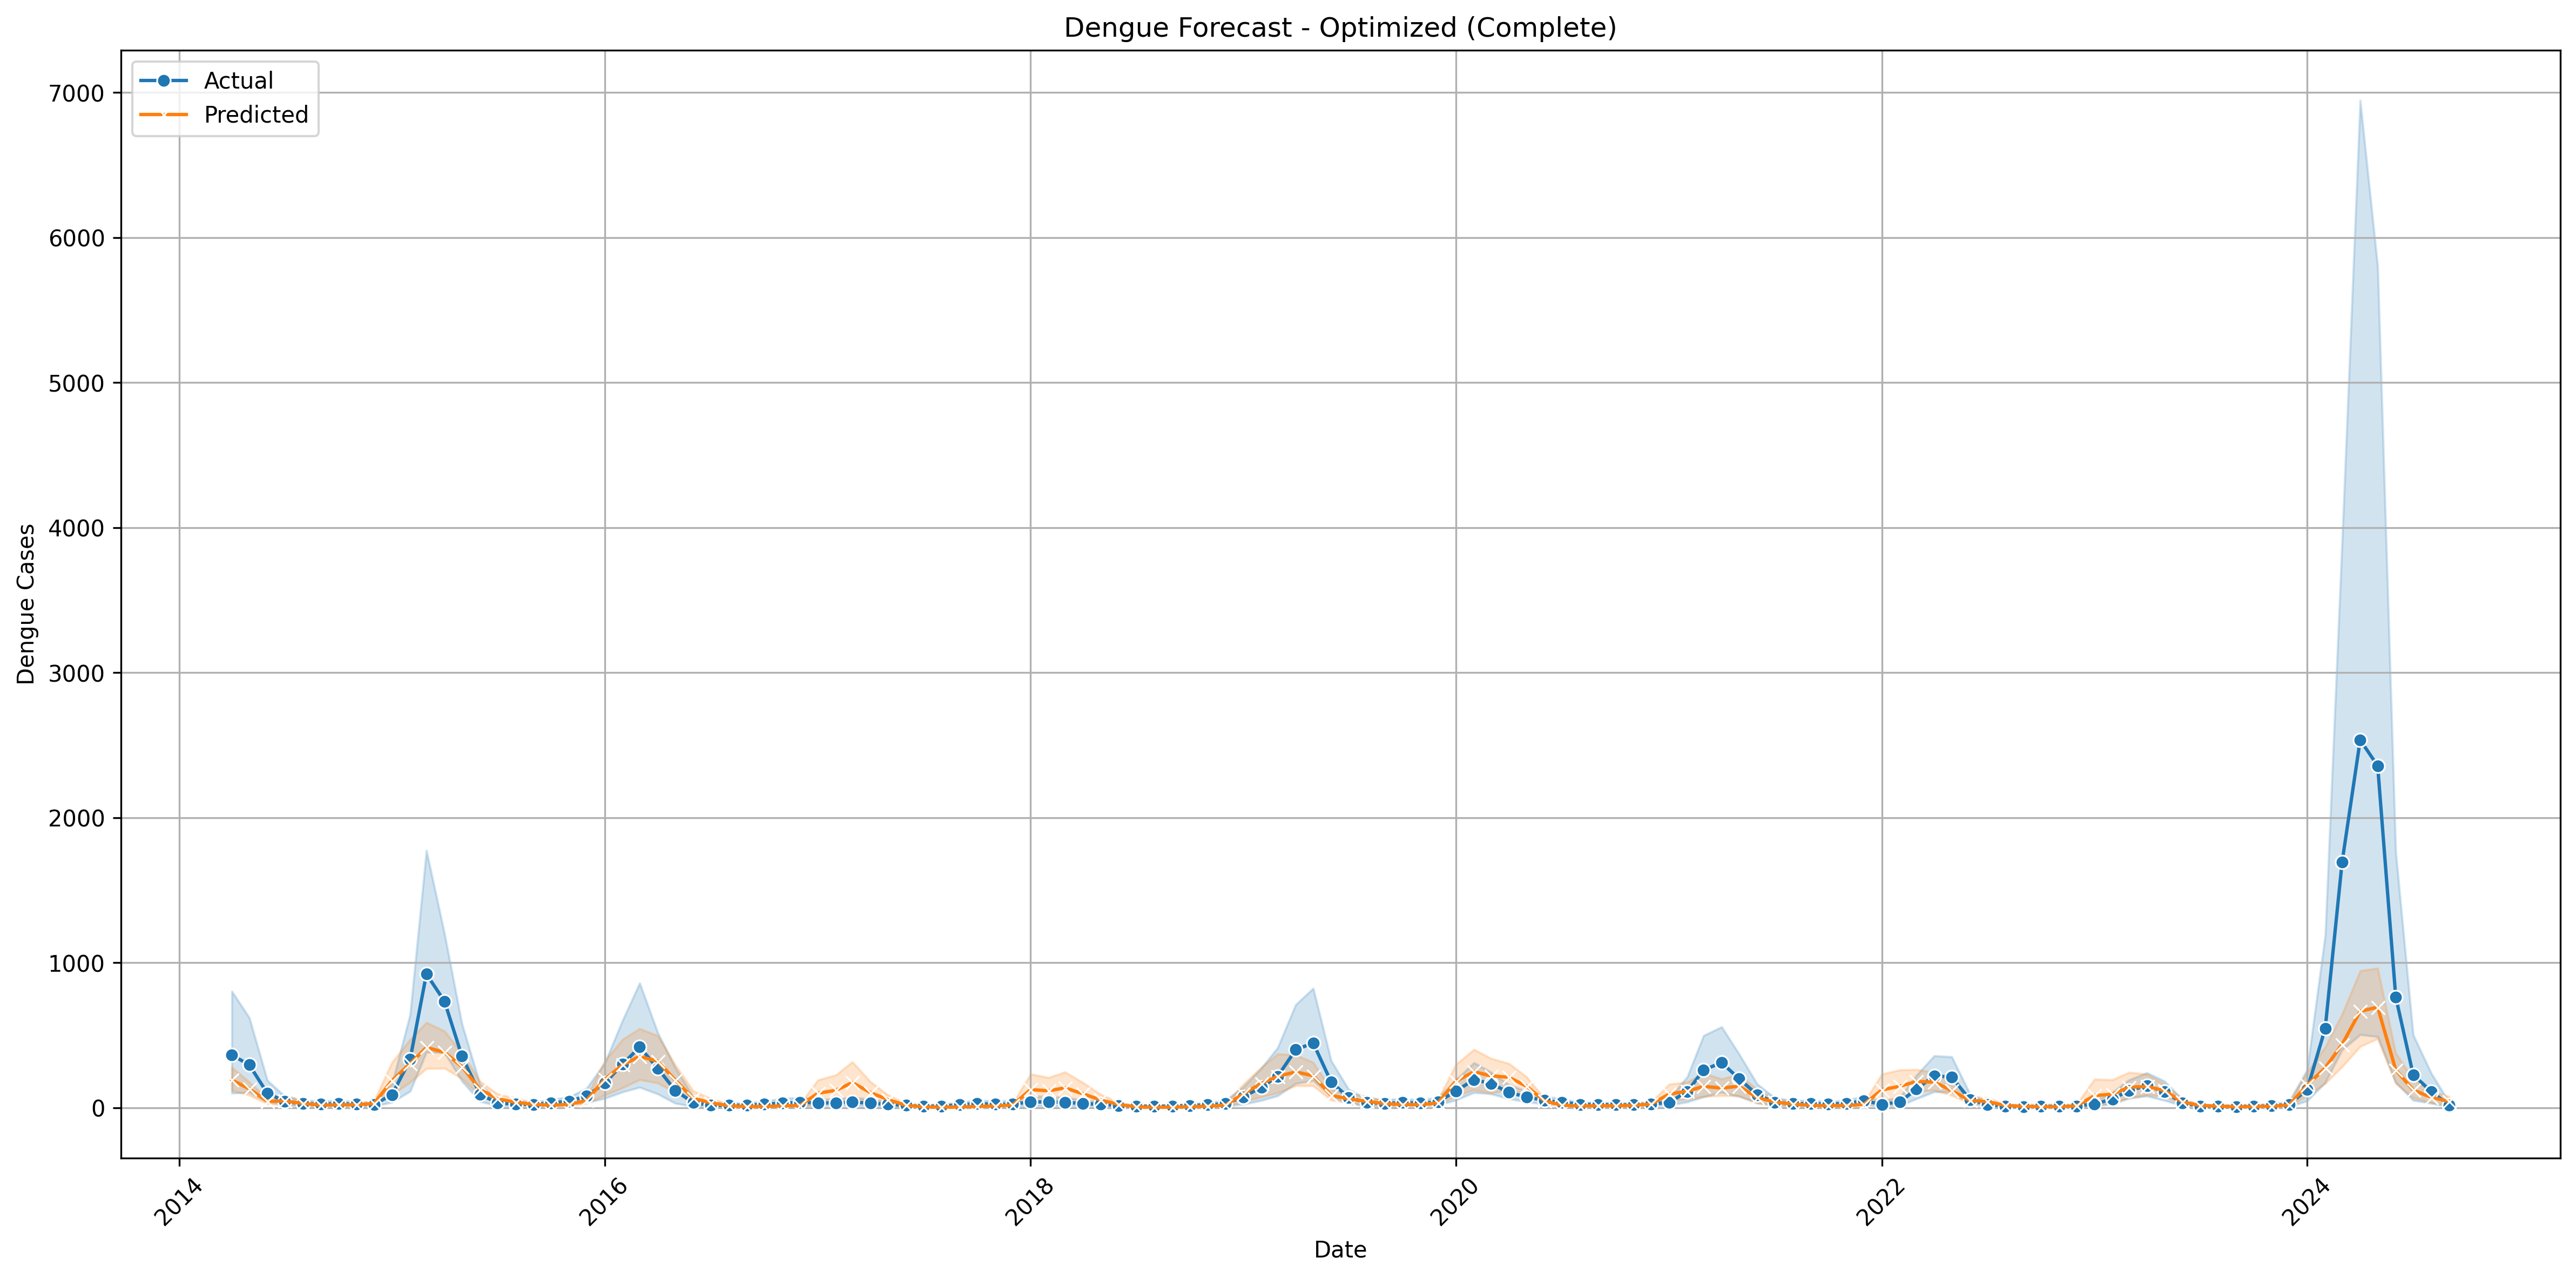 Dengue Forecast - Optimized (Complete)
Actual
Predicted
7000
6000
5000
4000
3000
2000
1000
0
Dengue Cases
2014
2016
2018
2020
2022
2024
Date